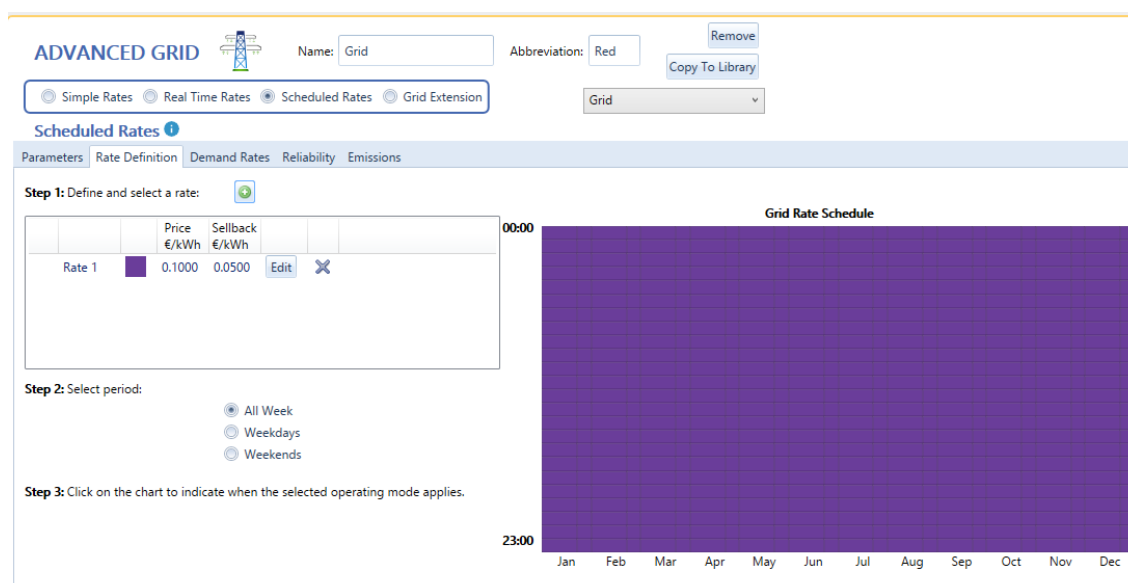 ADVANCED GRID
Name: Grid
Abbreviation: Red
Remove
Copy To Library
Simple Rates Real Time Rates Scheduled Rates Grid Extension
Grid
Scheduled Rates
Parameters Rate Definition Demand Rates Reliability Emissions
Step 1: Define and select a rate:
Price Sellback
€/kWh €/kWh
Rate 1 0.1000 0.0500 Edit
Step 2: Select period:
All Week
Weekdays
Weekends
Step 3: Click on the chart to indicate when the selected operating mode applies.
Grid Rate Schedule
00:00
23:00
Jan Feb Mar Apr May Jun Jul Aug Sep Oct Nov Dec